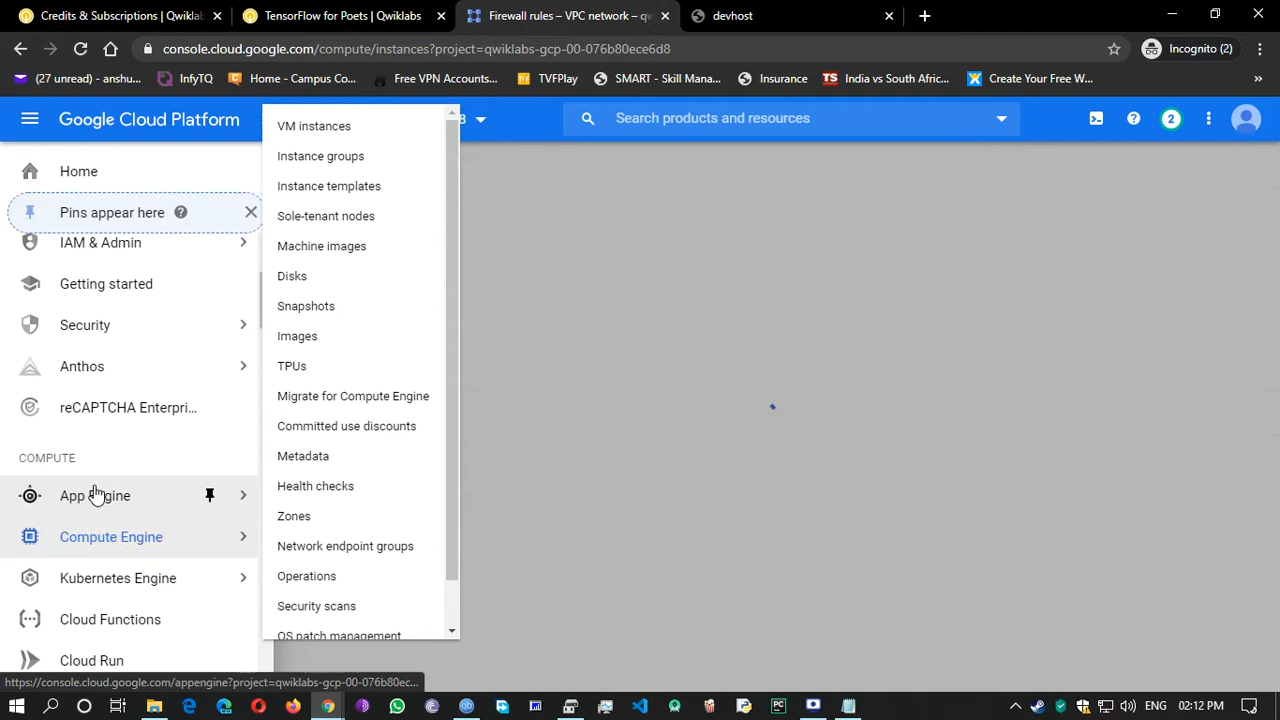 Credits & Subscriptions | Qwikla
TensorFlow for Poets | Qwiklabs
Firewall rules – VPC network – qw
devhost
console.cloud.google.com/compute/instances?project=qwiklabs-gcp-00-076b80ece6d8
Incognito (2)
(27 unread) - anshu...
InfyTQ
Home - Campus Co...
Free VPN Accounts...
TVFPlay
SMART - Skill Mana...
Insurance
TS India vs South Afric...
Create Your Free W...
»
Google Cloud Platform
3
Search products and resources
2
Home
Pins appear here
IAM & Admin
Getting started
Security
Anthos
reCAPTCHA Enterpri...
COMPUTE
App Engine
Compute Engine
Kubernetes Engine
Cloud Functions
Cloud Run
VM instances
Instance groups
Instance templates
Sole-tenant nodes
Machine images
Disks
Snapshots
Images
TPUs
Migrate for Compute Engine
Committed use discounts
Metadata
Health checks
Zones
Network endpoint groups
Operations
Security scans
OS patch management
https://console.cloud.google.com/appengine?project=qwiklabs-gcp-00-076b80ec...
ENG
02:12 PM